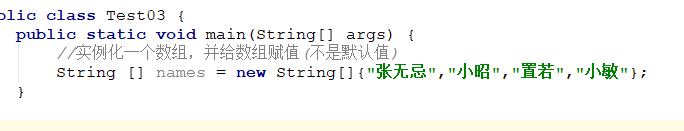 olic class Test03 {
public static void main(String[] args) {
//实例化一个数组，并给数组赋值(不是默认值)
String [] names = new String[]{"张无忌","小昭","置若","小敏"};
}